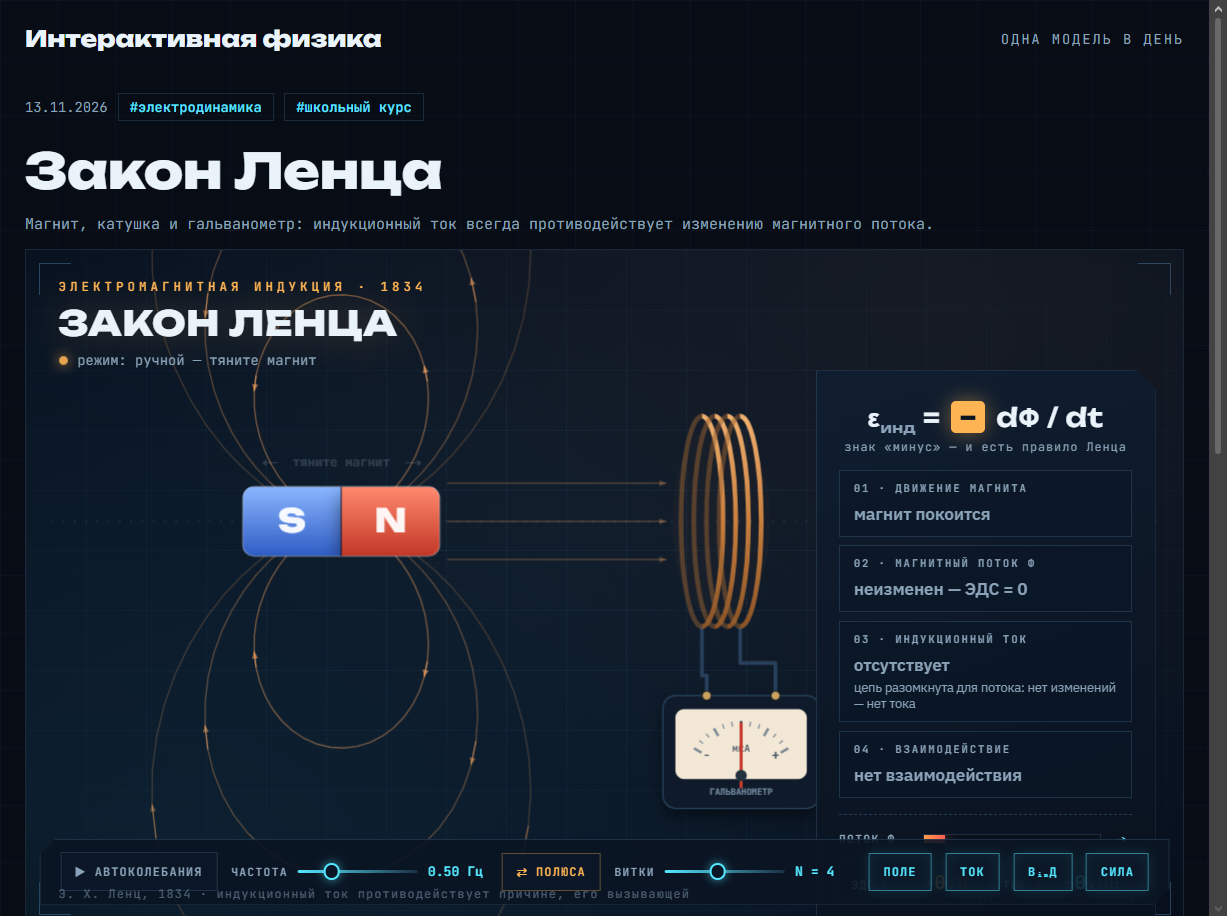 Интерактивная физика
ОДНА МОДЕЛЬ В ДЕНЬ
13.11.2026 #электродинамика #школьный курс
Закон Ленца
Магнит, катушка и гальванометр: индукционный ток всегда противодействует изменению магнитного потока.
ЭЛЕКТРОМАГНИТНАЯ ИНДУКЦИЯ · 1834
ЗАКОН ЛЕНЦА
режим: ручной — тяните магнит
← тяните магнит →
S N
мкА
- +
ГАЛЬВАНОМЕТР
εинд = − dΦ / dt
знак «минус» — и есть правило Ленца
01 · ДВИЖЕНИЕ МАГНИТА
магнит покоится
02 · МАГНИТНЫЙ ПОТОК Φ
неизменен — ЭДС = 0
03 · ИНДУКЦИОННЫЙ ТОК
отсутствует
цепь разомкнута для потока: нет изменений
— нет тока
04 · ВЗАИМОДЕЙСТВИЕ
нет взаимодействия
ПОТОК Φ
▶ АВТОКОЛЕБАНИЯ ЧАСТОТА 0.50 Гц ⇄ ПОЛЮСА ВИТКИ N = 4 ПОЛЕ ТОК BинД СИЛА
Э. Х. Ленц, 1834 · индукционный ток противодействует причине, его вызывающей